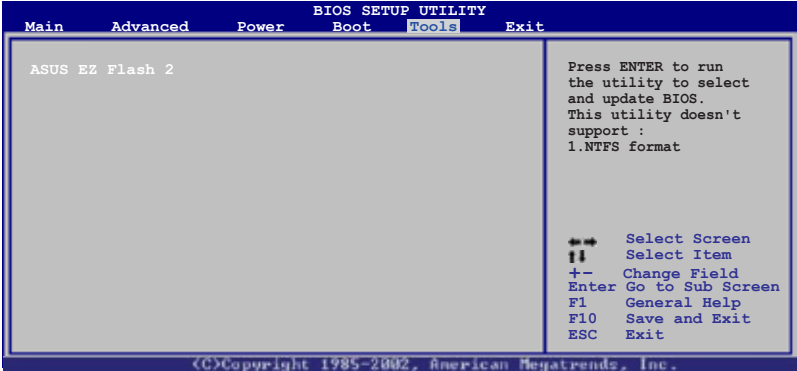 BIOS SETUP UTILITY
Main Advanced Power Boot Tools Exit
ASUS EZ Flash 2
Press ENTER to run
the utility to select
and update BIOS.
This utility doesn't
support :
1.NTFS format
←→ Select Screen
↑↓ Select Item
+- Change Field
Enter Go to Sub Screen
F1 General Help
F10 Save and Exit
ESC Exit
(C)Copyright 1985-2002, American Megatrends, Inc.